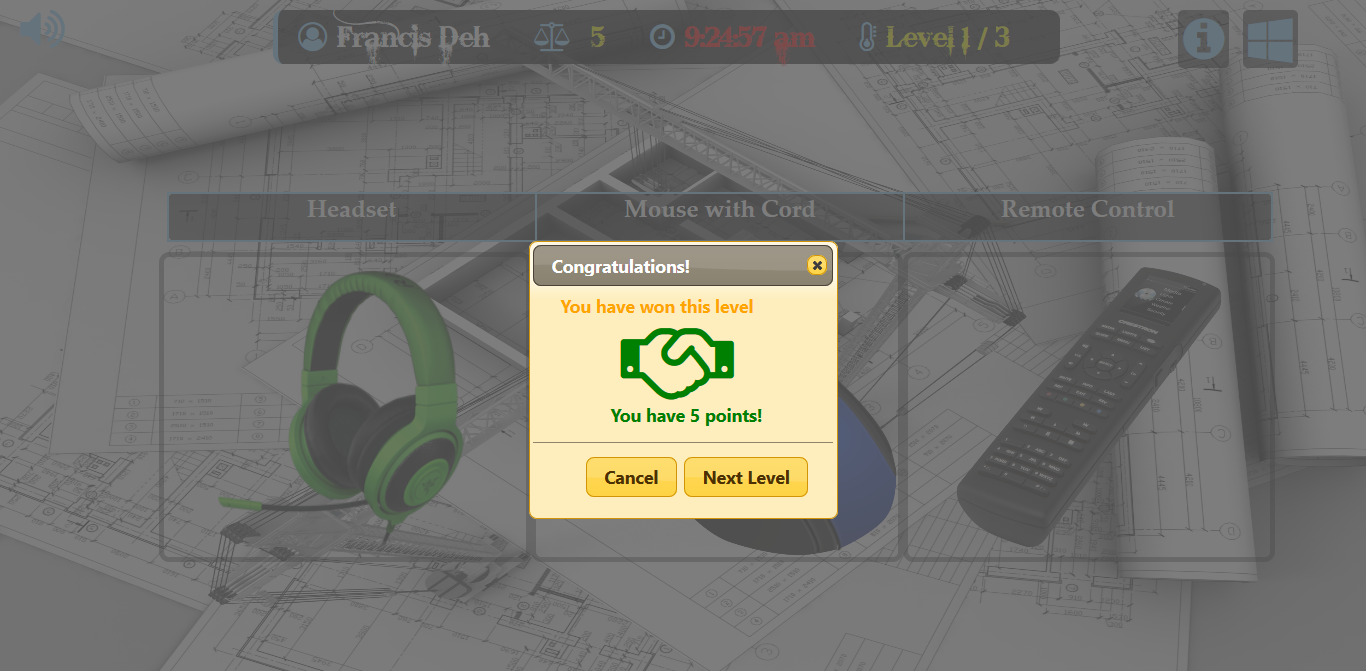 Francis Deh 5 9:24:57 am Level 1 / 3
Headset Mouse with Cord Remote Control
Congratulations!
You have won this level
You have 5 points!
Cancel Next Level
CRESTRON